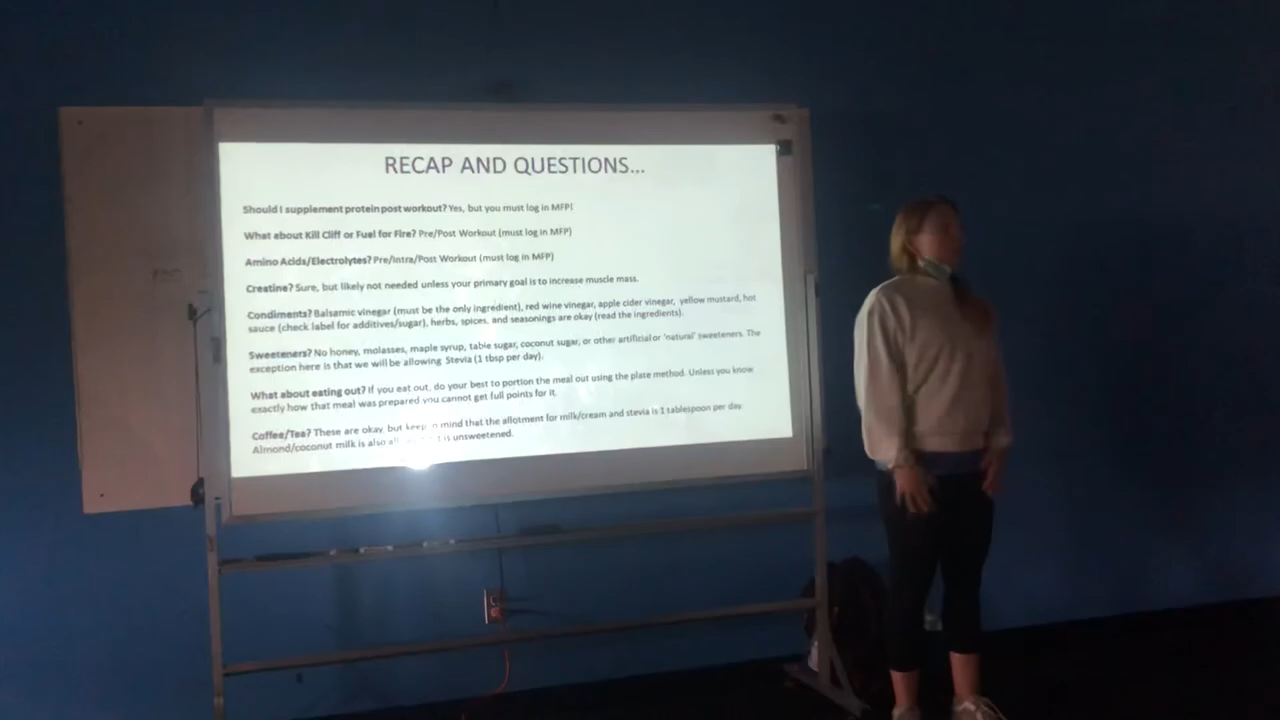 RECAP AND QUESTIONS...
Should I supplement protein post workout? Yes, but you must log in MFP!
What about Kill Cliff or Fuel for Fire? Pre/Post Workout (must log in MFP)
Amino Acids/Electrolytes? Pre/Intra/Post Workout (must log in MFP)
Creatine? Sure, but likely not needed unless your primary goal is to increase muscle mass.
Condiments? Balsamic vinegar (must be the only ingredient), red wine vinegar, apple cider vinegar, yellow mustard, hot
sauce (check label for additives/sugar), herbs, spices, and seasonings are okay (read the ingredients).
Sweeteners? No honey, molasses, maple syrup, table sugar, coconut sugar, or other artificial or 'natural' sweeteners. The
exception here is that we will be allowing Stevia (1 tbsp per day).
What about eating out? If you eat out, do your best to portion the meal out using the plate method. Unless you know
exactly how that meal was prepared you cannot get full points for it.
Coffee/Tea? These are okay, but keep mind that the allotment for milk/cream and stevia is 1 tablespoon per day.
Almond/coconut milk is also is unsweetened.